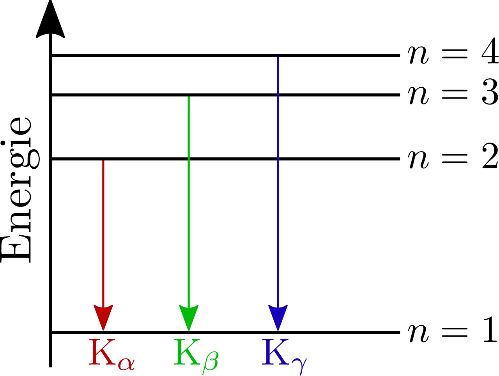 n = 4
n = 3
n = 2
Energie
n = 1
Kα Kβ Kγ